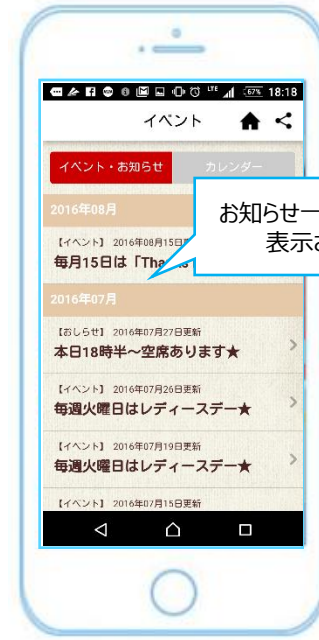 LTE 67% 18:18
イベント
イベント・お知らせ
カレンダー
2016年08月
【イベント】 2016年08月15日
毎月15日は「Tha
お知らせ一
表示
2016年07月
【おしらせ】 2016年07月27日更新
本日18時半～空席あります★
【イベント】 2016年07月26日更新
毎週火曜日はレディースデー★
【イベント】 2016年07月19日更新
毎週火曜日はレディースデー★
【イベント】 2016年07月15日更新